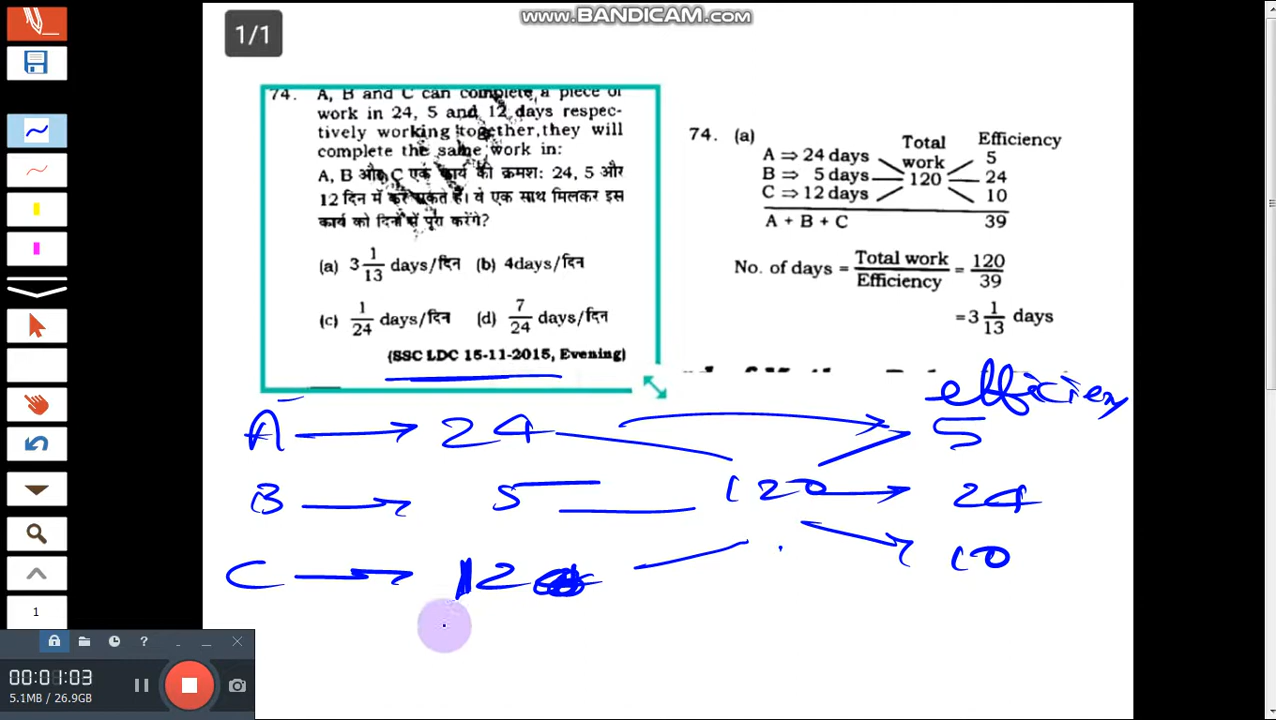 www.BANDICAM.com
1/1
74. A, B and C can complete a piece of
work in 24, 5 and 12 days respec-
tively working together,they will
complete the same work in:
A, B और C एक कार्य को क्रमश: 24, 5 और
12 दिन में कर सकते हैं। ये एक साथ मिलकर इस
कार्य को दिनों में पूरा करेंगे?
(a) 3 1/13 days/दिन (b) 4days/दिन
(c) 1/24 days/दिन (d) 7/24 days/दिन
(SSC LDC 15-11-2015, Evening)
74. (a)
Total work 120
Efficiency
A ⇒ 24 days 5
B ⇒ 5 days 24
C ⇒ 12 days 10
A + B + C 39
No. of days = Total work/Efficiency = 120/39
=3 1/13 days
A → 24 5
B → 5 120 → 24
C → 12 10
1
00:01:03
5.1MB / 26.9GB